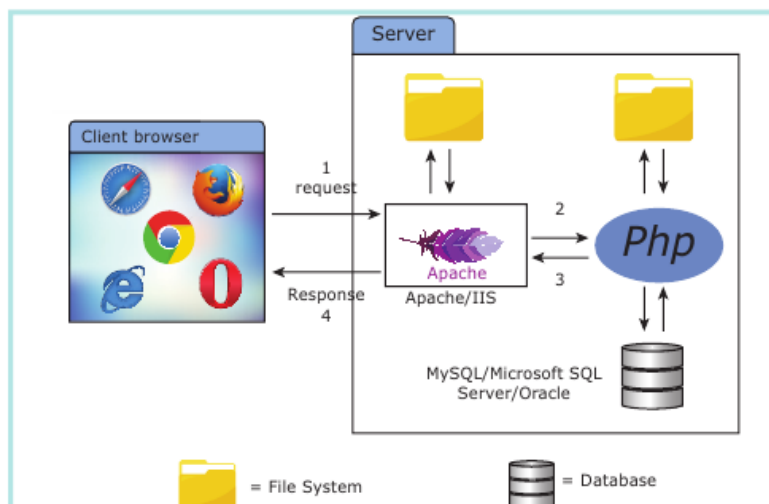 Server
Client browser
1
request
2
Php
Apache
3
Response
4
Apache/IIS
MySQL/Microsoft SQL
Server/Oracle
= File System
= Database